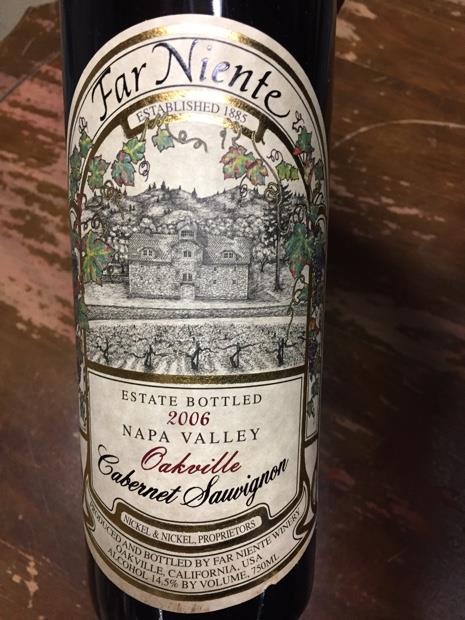 Far Niente
ESTABLISHED 1885
ESTATE BOTTLED
2006
NAPA VALLEY
Oakville
Cabernet Sauvignon
NICKEL & NICKEL, PROPRIETORS
PRODUCED AND BOTTLED BY FAR NIENTE WINERY
OAKVILLE, CALIFORNIA, USA
ALCOHOL 14.5% BY VOLUME, 750ML